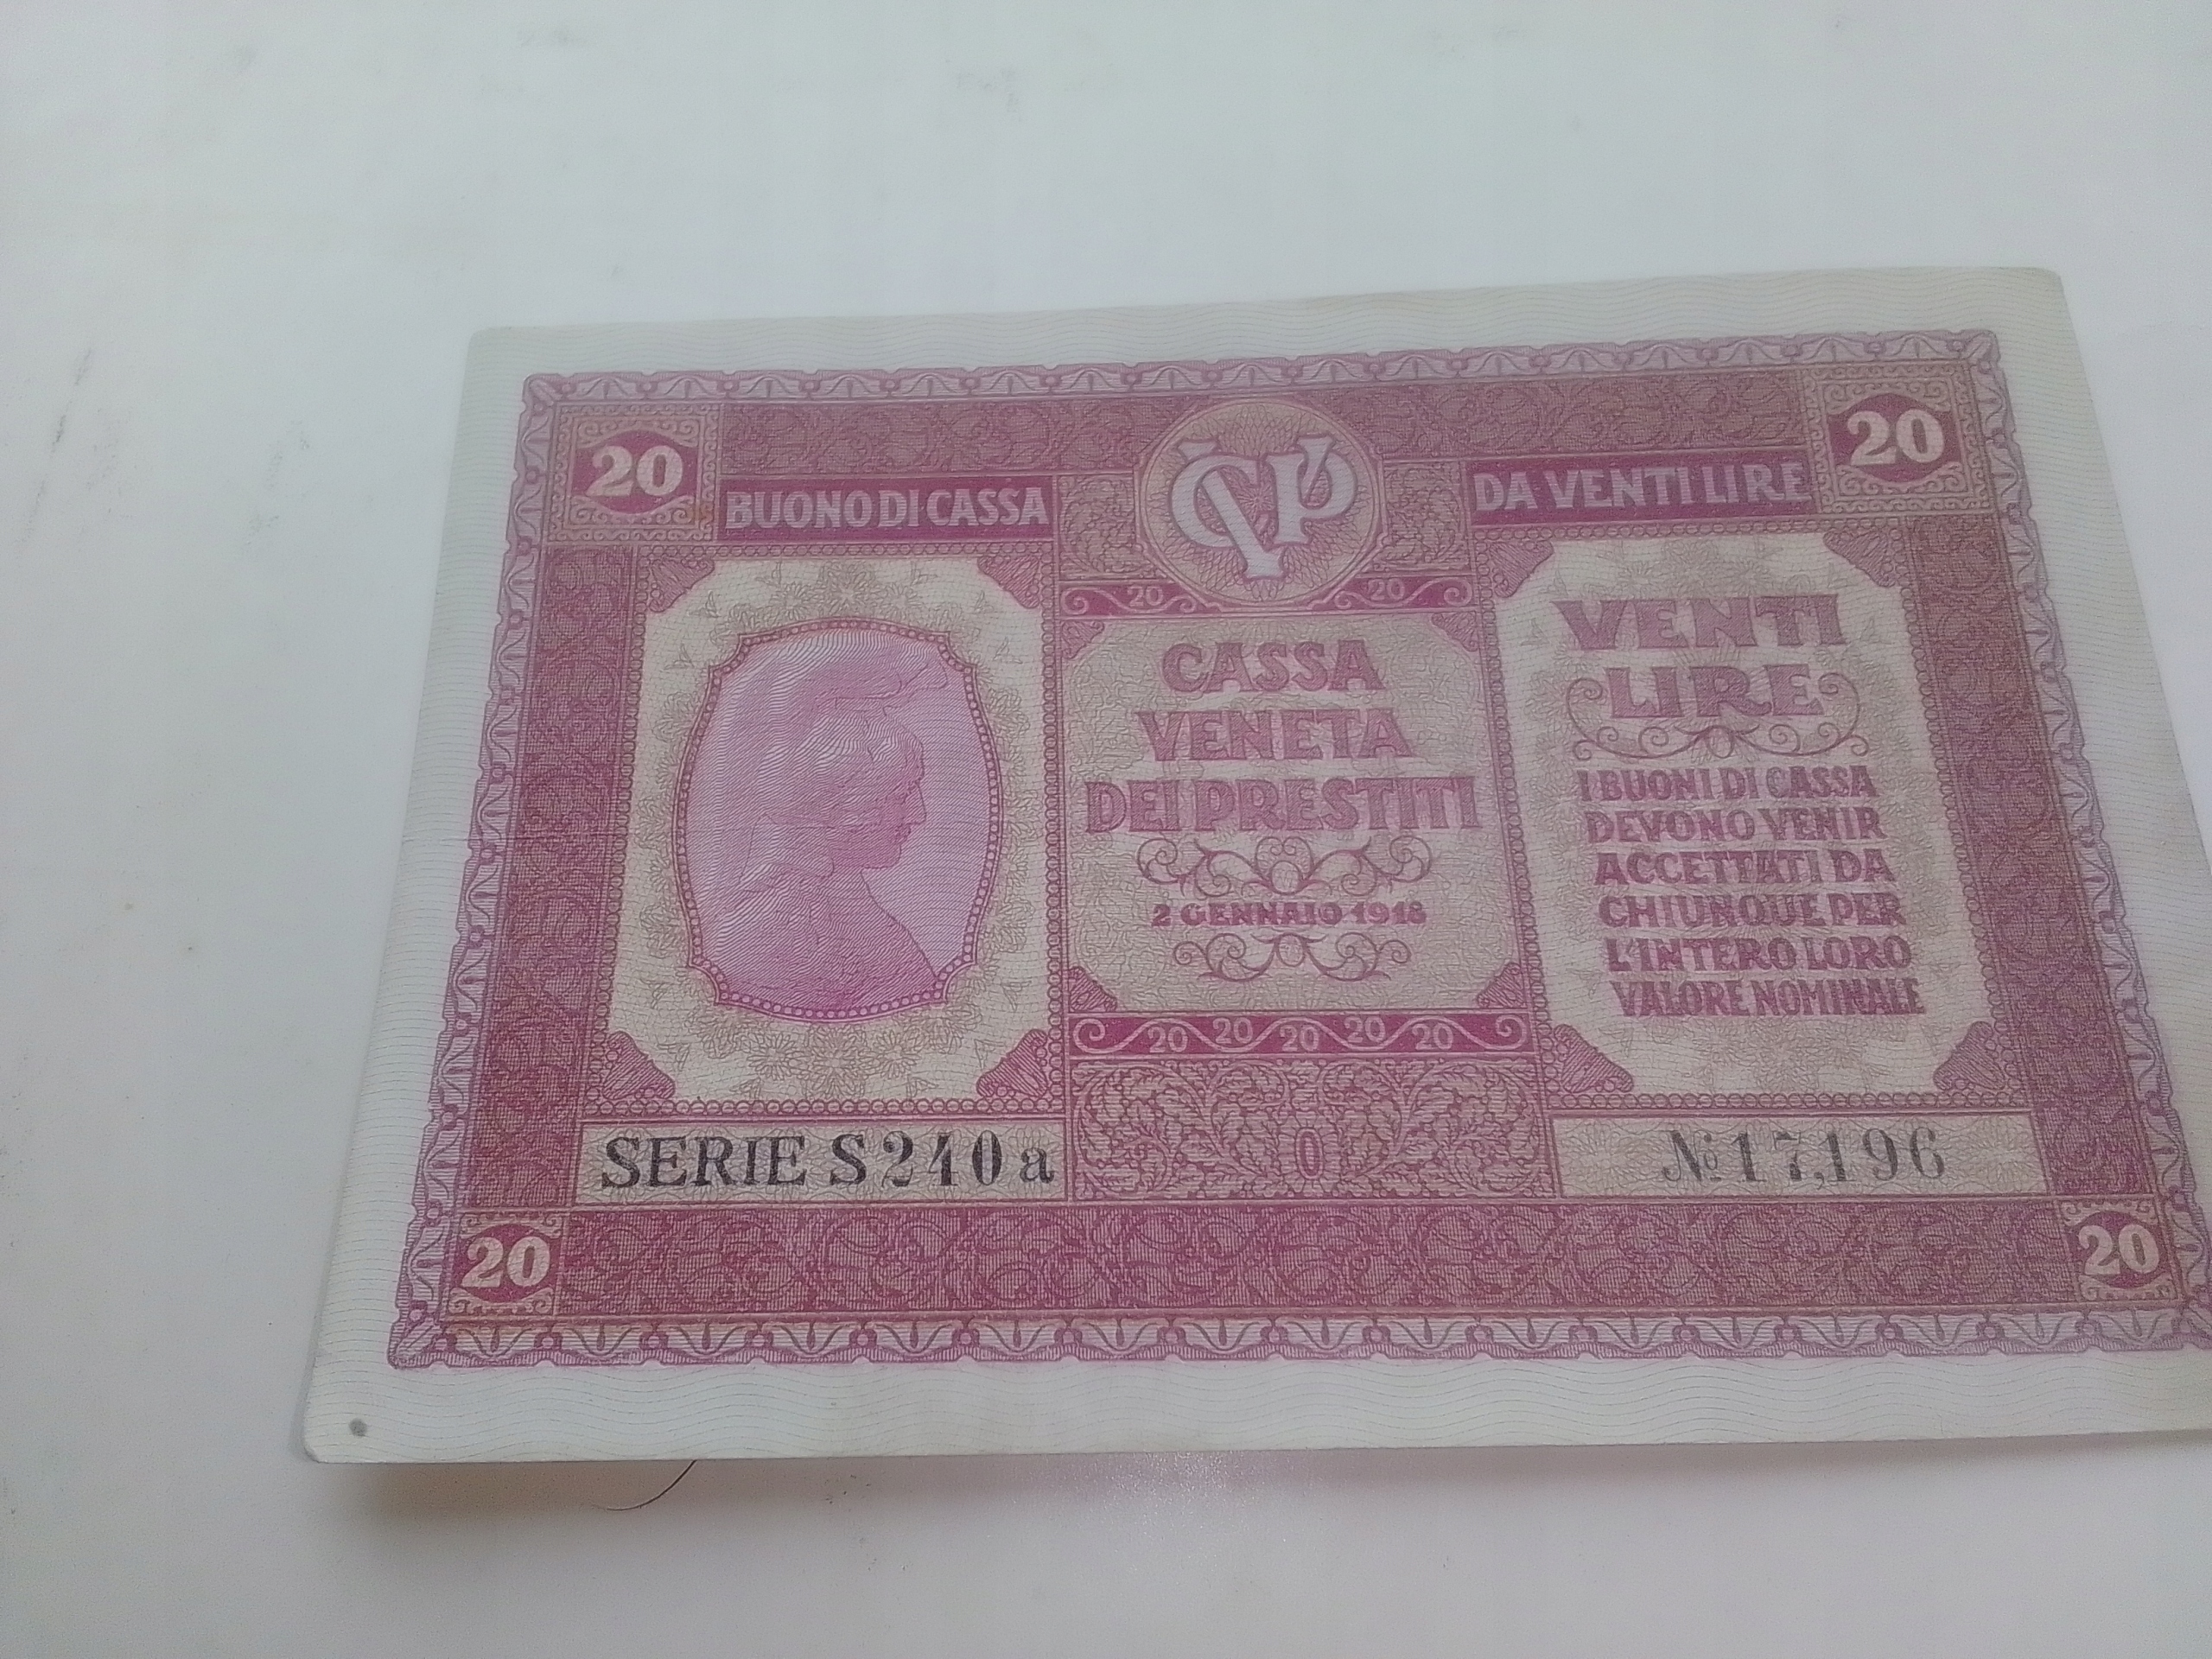 20
BUONO DI CASSA
CVP
DA VENTI LIRE
20
20 20
CASSA
VENETA
DEI PRESTITI
2 GENNAIO 1918
20 20 20 20 20
VENTI
LIRE
I BUONI DI CASSA
DEVONO VENIR
ACCETTATI DA
CHIUNQUE PER
L'INTERO LORO
VALORE NOMINALE
SERIE S240a
0
No 17,196
20
20